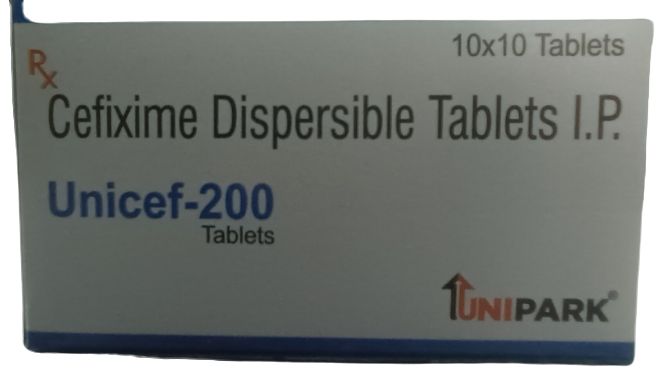 10x10 Tablets
Rx
Cefixime Dispersible Tablets I.P.
Unicef-200
Tablets
UNIPARK®